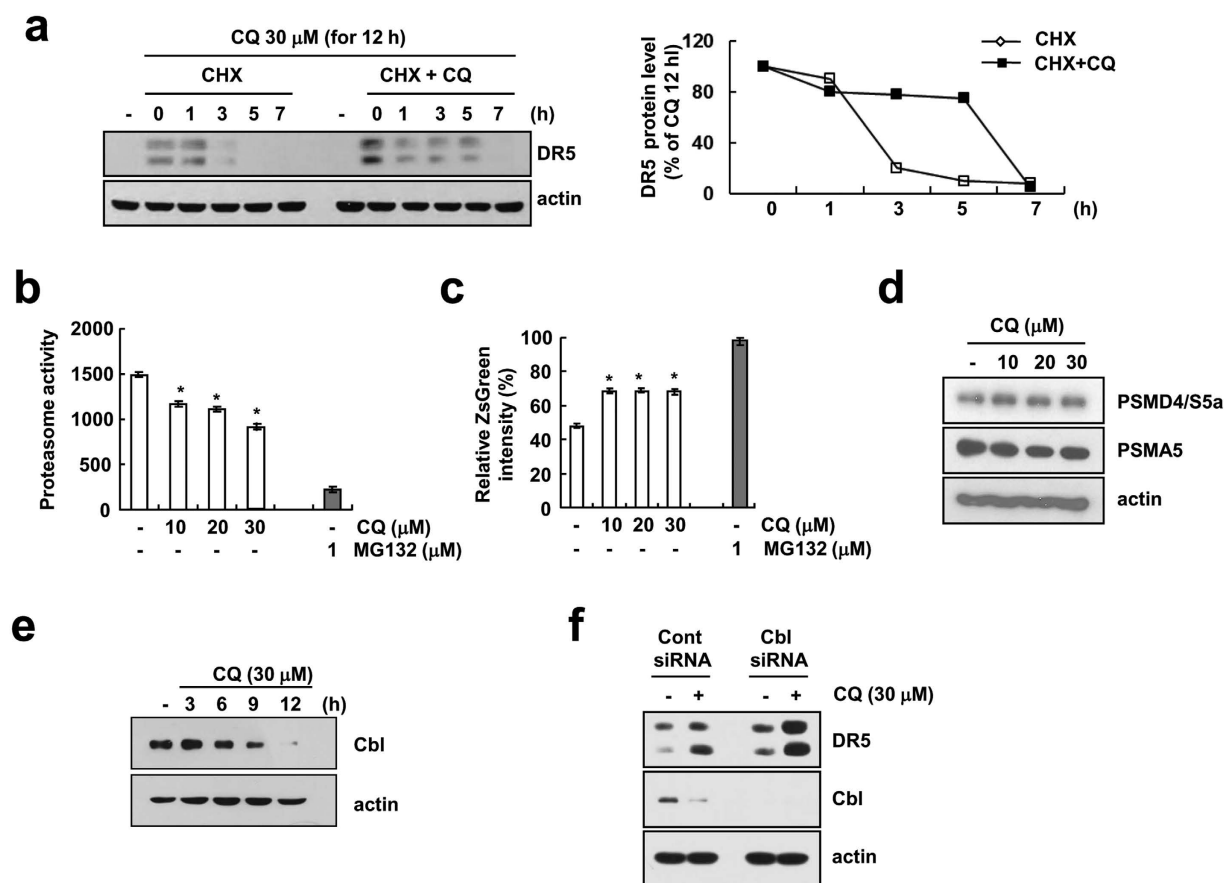 a
CQ 30 μM (for 12 h)
CHX
CHX + CQ
- 0 1 3 5 7 - 0 1 3 5 7 (h)
DR5
actin
DR5 protein level
(% of CQ 12 hl)
120
80
40
0
0 1 3 5 7 (h)
CHX
CHX+CQ
b
Proteasome activity
2000
1500
1000
500
0
- 10 20 30 - CQ (μM)
- - - - 1 MG132 (μM)
c
Relative ZsGreen
intensity (%)
100
80
60
40
20
0
- 10 20 30 - CQ (μM)
- - - - 1 MG132 (μM)
* * *
* * *
d
CQ (μM)
- 10 20 30
PSMD4/S5a
PSMA5
actin
e
CQ (30 μM)
- 3 6 9 12 (h)
Cbl
actin
f
Cont
siRNA
Cbl
siRNA
- + - + CQ (30 μM)
DR5
Cbl
actin